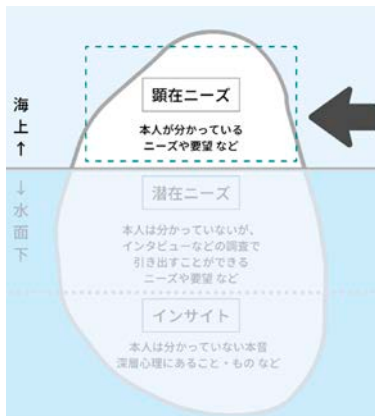 海上↑
顕在ニーズ
本人が分かっている
ニーズや要望 など
↓水面下
潜在ニーズ
本人は分かっていないが、
インタビューなどの調査で
引き出すことができる
ニーズや要望 など
インサイト
本人は分かっていない本音
深層心理にあること・もの など